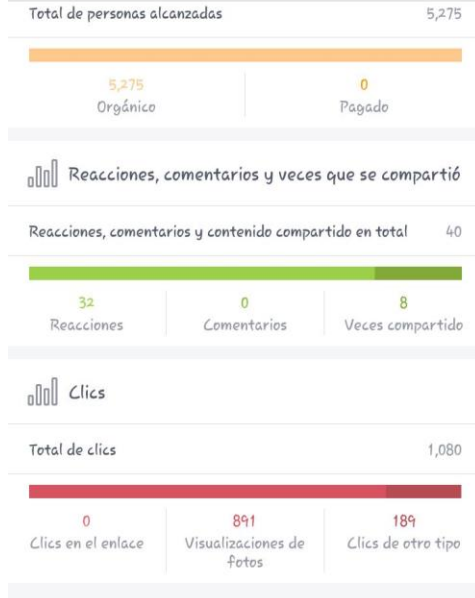 Total de personas alcanzadas 5,275
5,275 0
Orgánico Pagado
Reacciones, comentarios y veces que se compartió
Reacciones, comentarios y contenido compartido en total 40
32 0 8
Reacciones Comentarios Veces compartido
Clics
Total de clics 1,080
0 891 189
Clics en el enlace Visualizaciones de fotos Clics de otro tipo